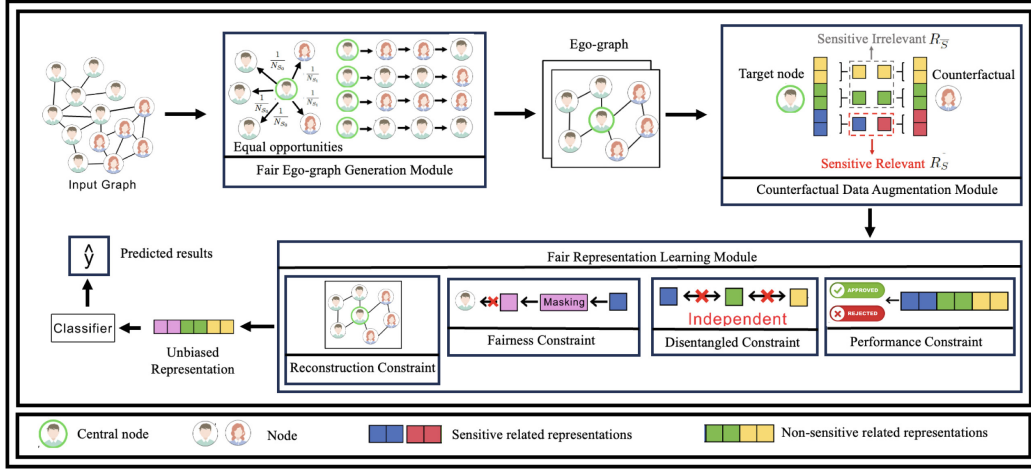 Input Graph
1/N_{S_0}
1/N_{S_1}
1/N_{S_0}
1/N_{S_1}
1/N_{S_0}
Equal opportunities
Fair Ego-graph Generation Module
Ego-graph
Sensitive Irrelevant R_{\bar{S}}
Target node
Counterfactual
Sensitive Relevant R_S
Counterfactual Data Augmentation Module
Fair Representation Learning Module
Reconstruction Constraint
Masking
Fairness Constraint
Independent
Disentangled Constraint
APPROVED
REJECTED
Performance Constraint
ŷ
Predicted results
Classifier
Unbiased
Representation
Central node
Node
Sensitive related representations
Non-sensitive related representations